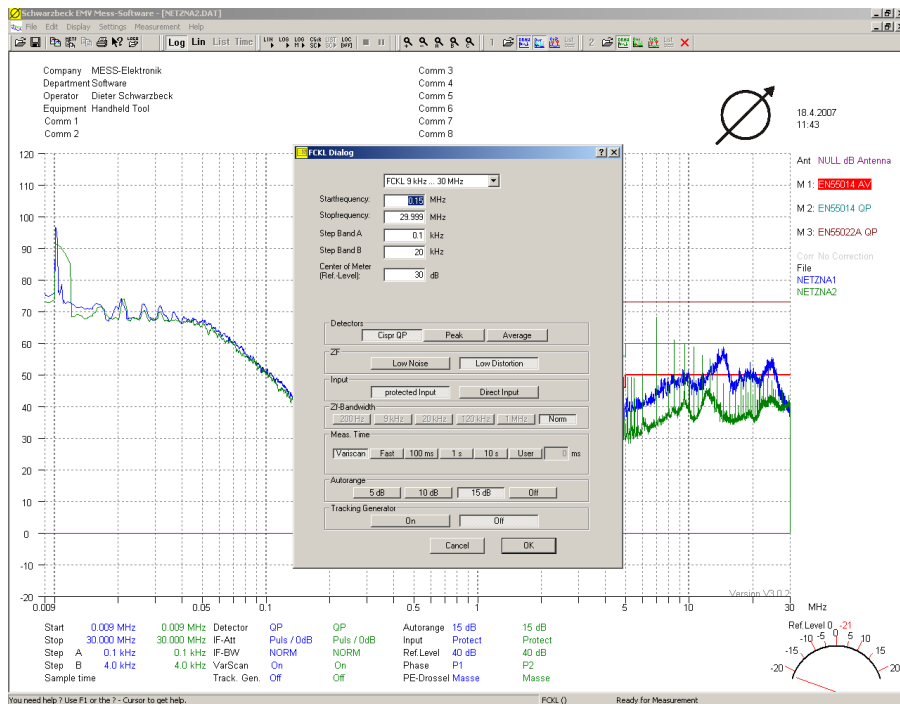 Schwarzbeck EMV Mess-Software - [NETZNA2.DAT]
File Edit Display Settings Measurement Help
Log Lin List Time
1
2
Company MESS-Elektronik
Department Software
Operator Dieter Schwarzbeck
Equipment Handheld Tool
Comm 1
Comm 2
Comm 3
Comm 4
Comm 5
Comm 6
Comm 7
Comm 8
18.4.2007
11:43
Ant NULL dB Antenna
M 1: EN55014 AV
M 2: EN55014 QP
M 3: EN55022A QP
Corr No Correction
File
NETZNA1
NETZNA2
120
110
100
90
80
70
60
50
40
30
20
10
0
-10
-20
0.009
0.05
0.1
0.5
1
5
10
30 MHz
Version V3.0.2
FCKL Dialog
FCKL 9 kHz ... 30 MHz
Startfrequency: 0.15 MHz
Stopfrequency: 29.999 MHz
Step Band A 0.1 kHz
Step Band B 20 kHz
Center of Meter
(Ref.-Level): 30 dB
Detectors
Cispr QP Peak Average
ZF
Low Noise Low Distortion
Input
protected Input Direct Input
ZF-Bandwidth
200 Hz 9 kHz 10 kHz 120 kHz 1 MHz Norm
Meas. Time
Variscan Fast 100 ms 1 s 10 s User 0 ms
Autorange
5 dB 10 dB 15 dB Off
Tracking Generator
On Off
Cancel OK
Start 0.009 MHz 0.009 MHz Detector QP QP Autorange 15 dB 15 dB
Stop 30.000 MHz 30.000 MHz IF-Att Puls / 0dB Puls / 0dB Input Protect Protect
Step A 0.1 kHz 0.1 kHz IF-BW NORM NORM Ref.Level 40 dB 40 dB
Step B 4.0 kHz 4.0 kHz VarScan On On Phase P1 P2
Sample time Track. Gen. Off Off PE-Drossel Masse Masse
Ref.Level 0 -21
-20 -15 -10 -5 0 5 10 15 20
You need help ? Use F1 or the ? - Cursor to get help.
FCKL ()
Ready for Measurement